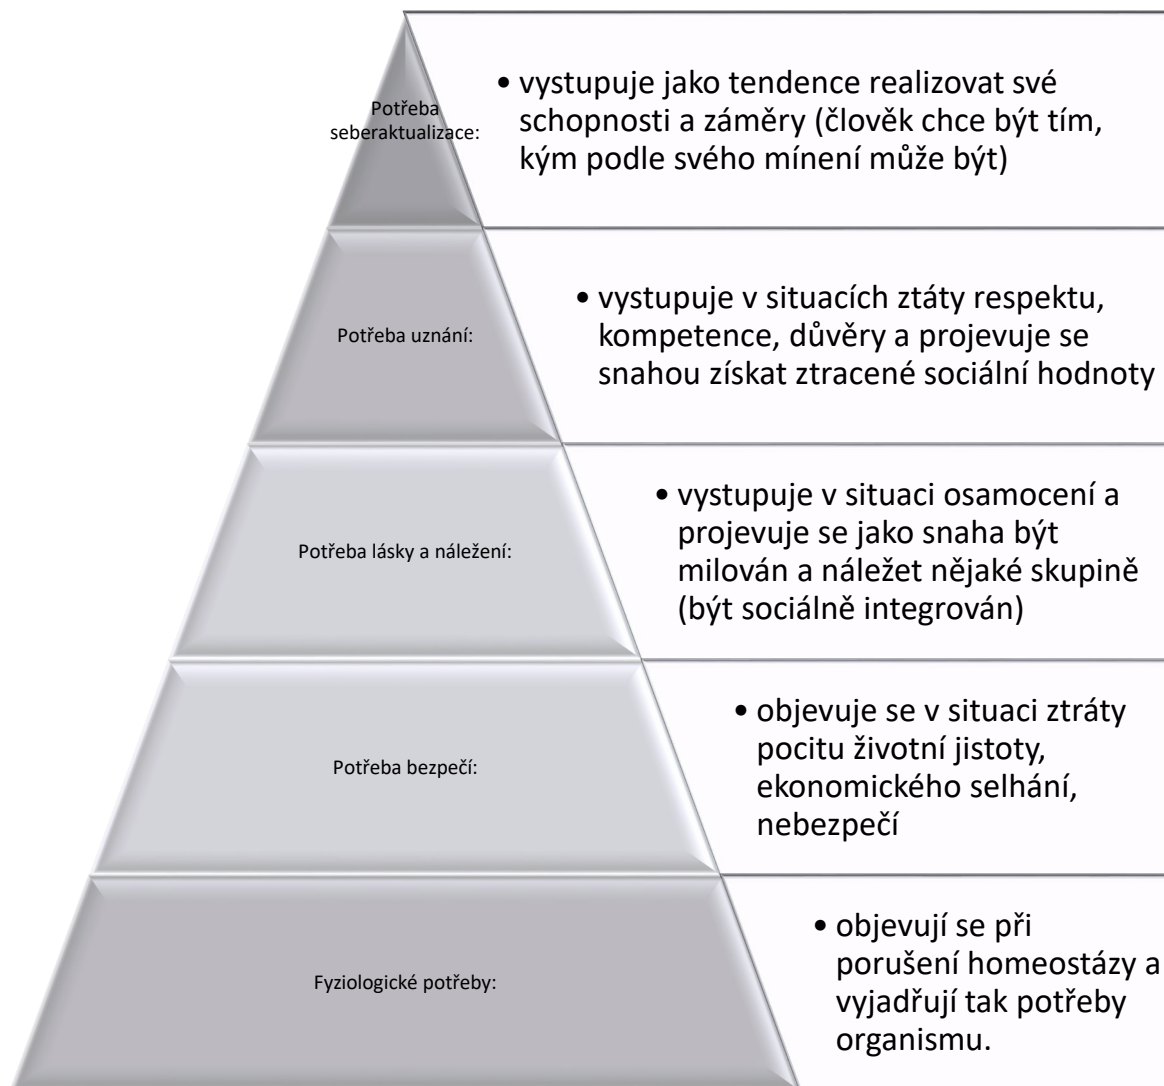 Potřeba
seberaktualizace:
• vystupuje jako tendence realizovat své
schopnosti a záměry (člověk chce být tím,
kým podle svého mínení může být)
Potřeba uznání:
• vystupuje v situacích ztáty respektu,
kompetence, důvěry a projevuje se
snahou získat ztracené sociální hodnoty
Potřeba lásky a náležení:
• vystupuje v situaci osamocení a
projevuje se jako snaha být
milován a náležet nějaké skupině
(být sociálně integrován)
Potřeba bezpečí:
• objevuje se v situaci ztráty
pocitu životní jistoty,
ekonomického selhání,
nebezpečí
Fyziologické potřeby:
• objevují se při
porušení homeostázy a
vyjadřují tak potřeby
organismu.